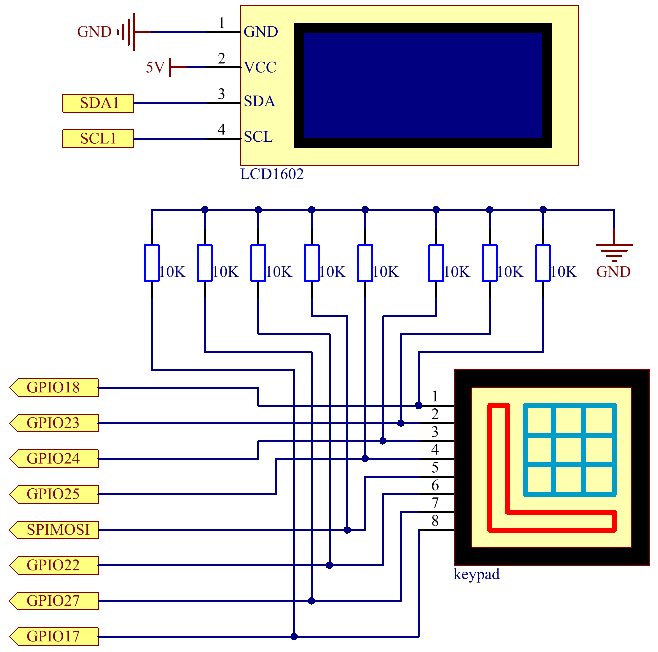 GND 1 GND
5V 2 VCC
SDA1 3 SDA
SCL1 4 SCL
LCD1602
10K 10K 10K 10K 10K 10K 10K 10K GND
GPIO18 1
GPIO23 2
GPIO24 3
GPIO25 4
5
SPIMOSI 6
7
GPIO22 8
keypad
GPIO27
GPIO17